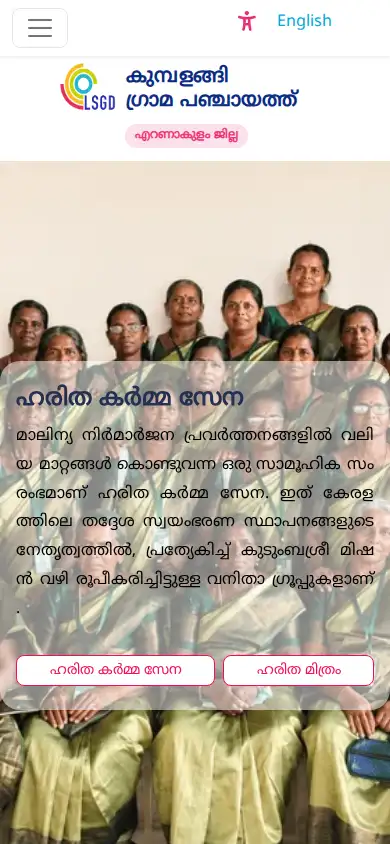 English
LSGD
കുമ്പളങ്ങി
ഗ്രാമ പഞ്ചായത്ത്
എറണാകുളം ജില്ല
ഹരിത കർമ്മ സേന
മാലിന്യ നിർമാർജന പ്രവർത്തനങ്ങളിൽ വലി
യ മാറ്റങ്ങൾ കൊണ്ടുവന്ന ഒരു സാമൂഹിക സം
രംഭമാണ് ഹരിത കർമ്മ സേന. ഇത് കേരള
ത്തിലെ തദ്ദേശ സ്വയംഭരണ സ്ഥാപനങ്ങളുടെ
നേതൃത്വത്തിൽ, പ്രത്യേകിച്ച് കുടുംബശ്രീ മിഷ
ൻ വഴി രൂപീകരിച്ചിട്ടുള്ള വനിതാ ഗ്രൂപ്പുകളാണ്
.
ഹരിത കർമ്മ സേന
ഹരിത മിത്രം